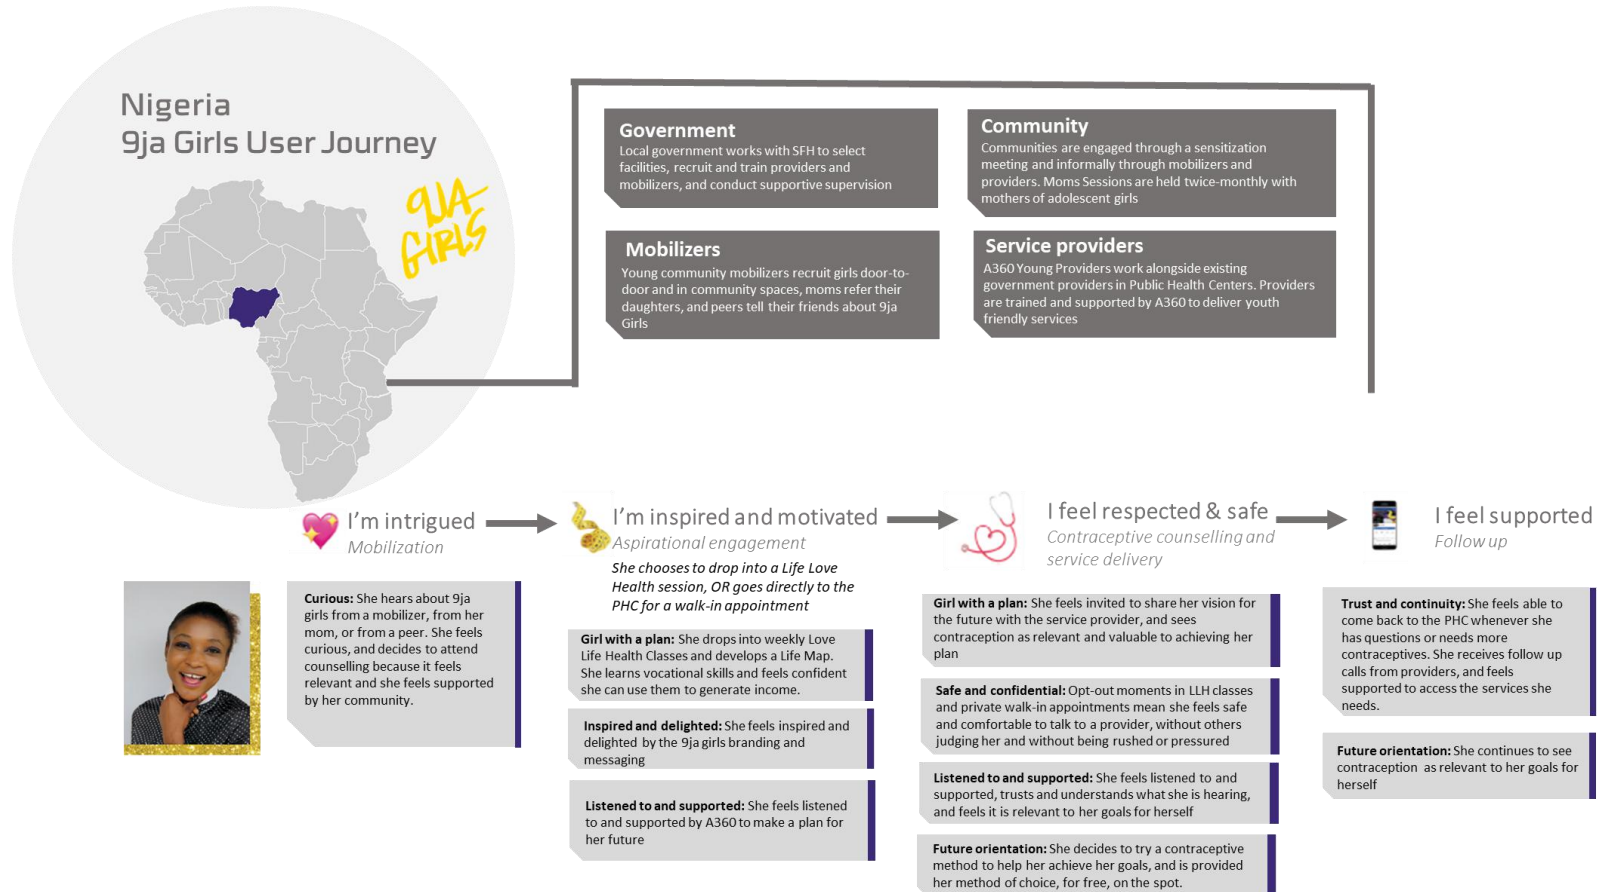 Nigeria
9ja Girls User Journey
9JA-
GIRLS
Government
Local government works with SFH to select
facilities, recruit and train providers and
mobilizers, and conduct supportive supervision
Community
Communities are engaged through a sensitization
meeting and informally through mobilizers and
providers. Moms Sessions are held twice-monthly with
mothers of adolescent girls
Mobilizers
Young community mobilizers recruit girls door-to-
door and in community spaces, moms refer their
daughters, and peers tell their friends about 9ja
Girls
Service providers
A360 Young Providers work alongside existing
government providers in Public Health Centers. Providers
are trained and supported by A360 to deliver youth
friendly services
I'm intrigued
Mobilization
Curious: She hears about 9ja
girls from a mobilizer, from her
mom, or from a peer. She feels
curious, and decides to attend
counselling because it feels
relevant and she feels supported
by her community.
I'm inspired and motivated
Aspirational engagement
She chooses to drop into a Life Love
Health session, OR goes directly to the
PHC for a walk-in appointment
Girl with a plan: She drops into weekly Love
Life Health Classes and develops a Life Map.
She learns vocational skills and feels confident
she can use them to generate income.
Inspired and delighted: She feels inspired and
delighted by the 9ja girls branding and
messaging
Listened to and supported: She feels listened
to and supported by A360 to make a plan for
her future
I feel respected & safe
Contraceptive counselling and
service delivery
Girl with a plan: She feels invited to share her vision for
the future with the service provider, and sees
contraception as relevant and valuable to achieving her
plan
Safe and confidential: Opt-out moments in LLH classes
and private walk-in appointments mean she feels safe
and comfortable to talk to a provider, without others
judging her and without being rushed or pressured
Listened to and supported: She feels listened to and
supported, trusts and understands what she is hearing,
and feels it is relevant to her goals for herself
Future orientation: She decides to try a contraceptive
method to help her achieve her goals, and is provided
her method of choice, for free, on the spot.
I feel supported
Follow up
Trust and continuity: She feels able to
come back to the PHC whenever she
has questions or needs more
contraceptives. She receives follow up
calls from providers, and feels
supported to access the services she
needs.
Future orientation: She continues to see
contraception as relevant to her goals for
herself